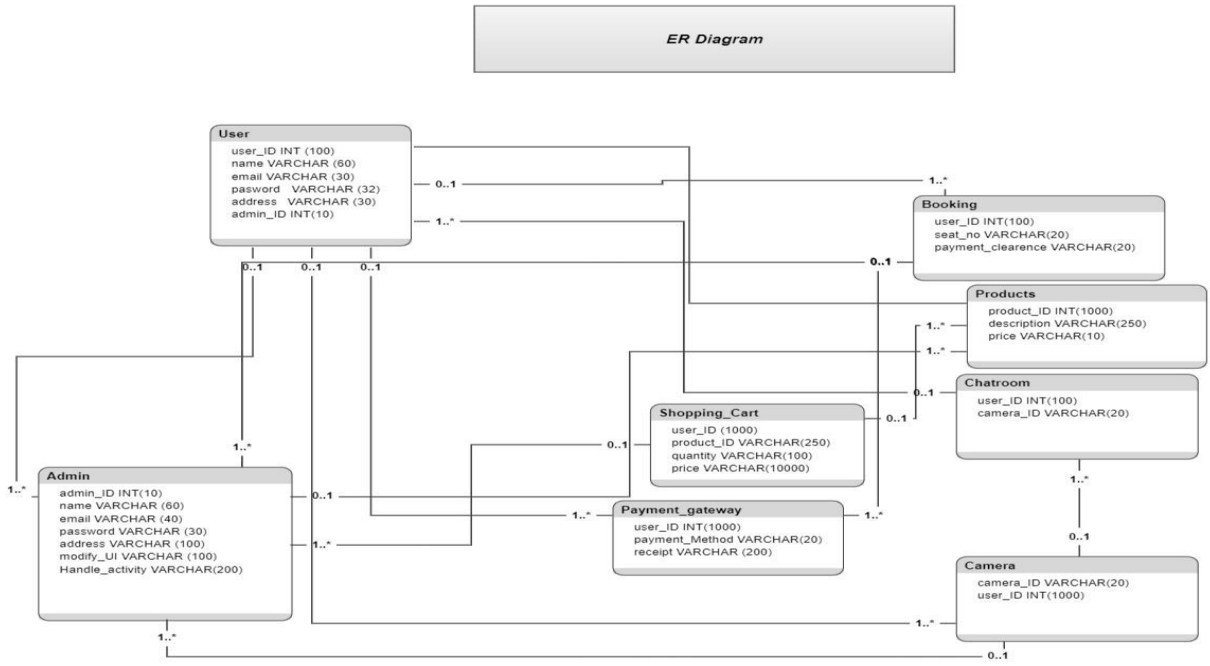 ER Diagram
User
user_ID INT (100)
name VARCHAR (60)
email VARCHAR (30)
pasword VARCHAR (32)
address VARCHAR (30)
admin_ID INT(10)
0..1
1..*
1..*
0..1
0..1
0..1
Booking
user_ID INT(100)
seat_no VARCHAR(20)
payment_clearence VARCHAR(20)
0..1
Products
product_ID INT(1000)
description VARCHAR(250)
price VARCHAR(10)
1..*
1..*
Chatroom
user_ID INT(100)
camera_ID VARCHAR(20)
0..1
Shopping_Cart
user_ID (1000)
product_ID VARCHAR(250)
quantity VARCHAR(100)
price VARCHAR(10000)
0..1
0..1
1..*
1..*
Admin
admin_ID INT(10)
name VARCHAR (60)
email VARCHAR (40)
password VARCHAR (30)
address VARCHAR (100)
modify_UI VARCHAR (100)
Handle_activity VARCHAR(200)
0..1
1..*
1..*
Payment_gateway
user_ID INT(1000)
payment_Method VARCHAR(20)
receipt VARCHAR (200)
1..*
1..*
1..*
0..1
Camera
camera_ID VARCHAR(20)
user_ID INT(1000)
1..*
1..*
0..1